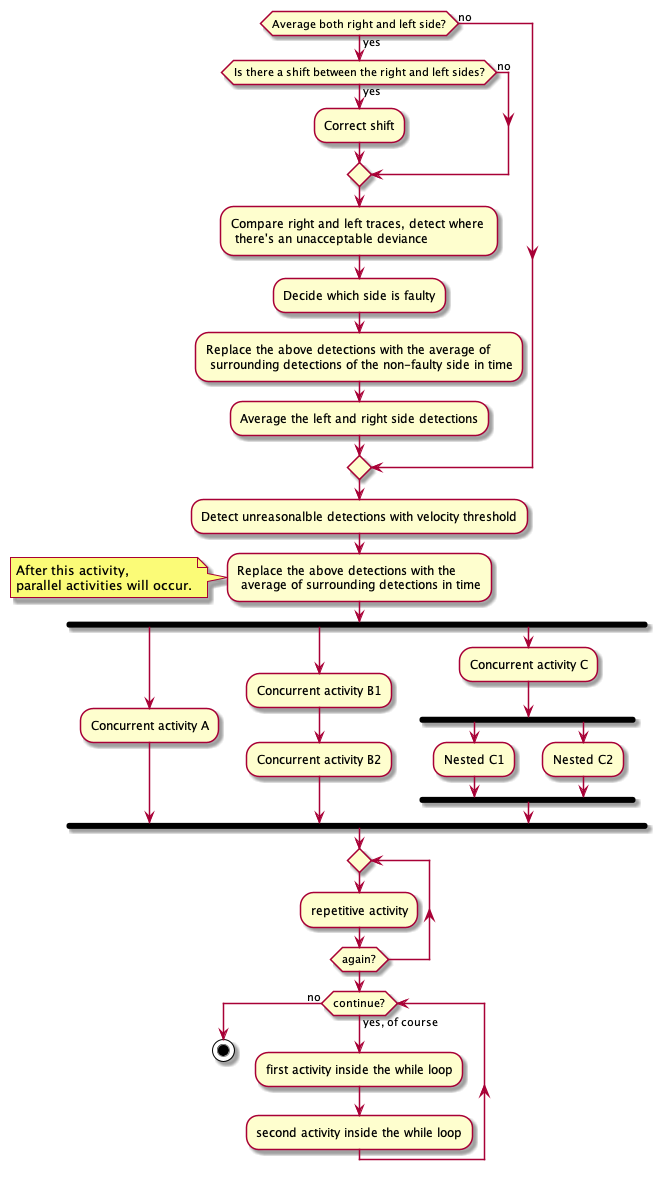 Average both right and left side?
no
yes
Is there a shift between the right and left sides?
no
yes
Correct shift
Compare right and left traces, detect where
there's an unacceptable deviance
Decide which side is faulty
Replace the above detections with the average of
surrounding detections of the non-faulty side in time
Average the left and right side detections
Detect unreasonalble detections with velocity threshold
After this activity,
parallel activities will occur.
Replace the above detections with the
average of surrounding detections in time
Concurrent activity A
Concurrent activity B1
Concurrent activity B2
Concurrent activity C
Nested C1
Nested C2
repetitive activity
again?
no
continue?
yes, of course
first activity inside the while loop
second activity inside the while loop